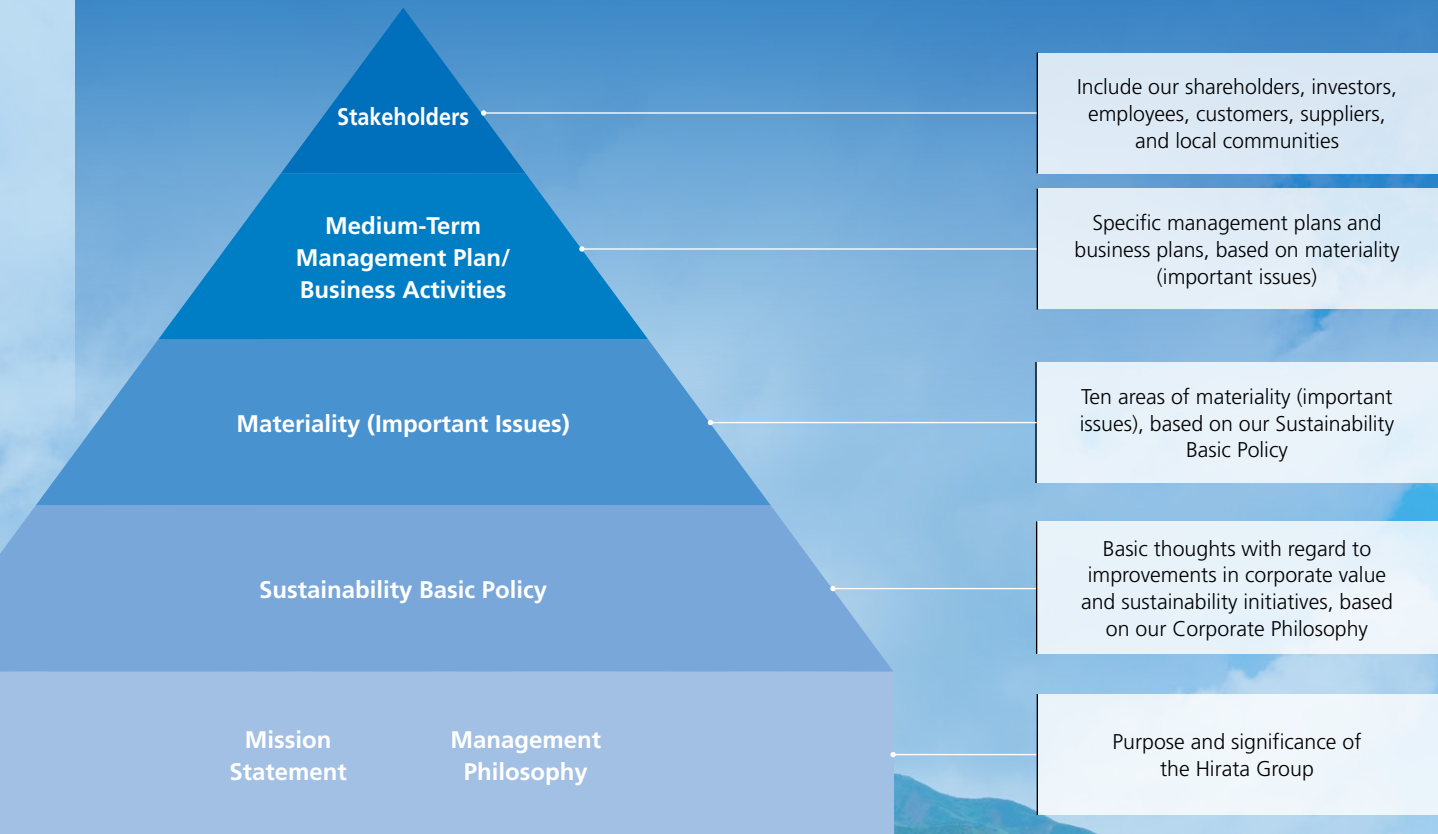 Stakeholders
Include our shareholders, investors,
employees, customers, suppliers,
and local communities
Medium-Term
Management Plan/
Business Activities
Specific management plans and
business plans, based on materiality
(important issues)
Materiality (Important Issues)
Ten areas of materiality (important
issues), based on our Sustainability
Basic Policy
Sustainability Basic Policy
Basic thoughts with regard to
improvements in corporate value
and sustainability initiatives, based
on our Corporate Philosophy
Mission
Statement
Management
Philosophy
Purpose and significance of
the Hirata Group